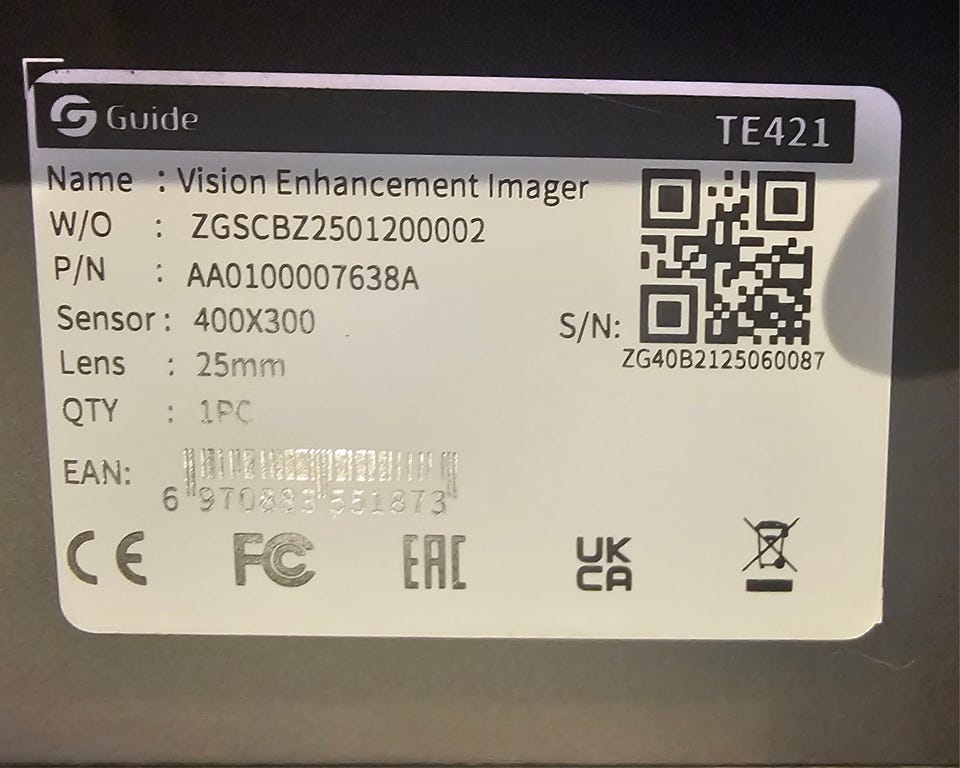 Guide
TE421
Name : Vision Enhancement Imager
W/O : ZGSCBZ2501200002
P/N : AA0100007638A
Sensor : 400X300
Lens : 25mm
QTY : 1PC
S/N:
ZG40B2125060087
EAN:
6 970883 551873
CE FC EAC UK
CA